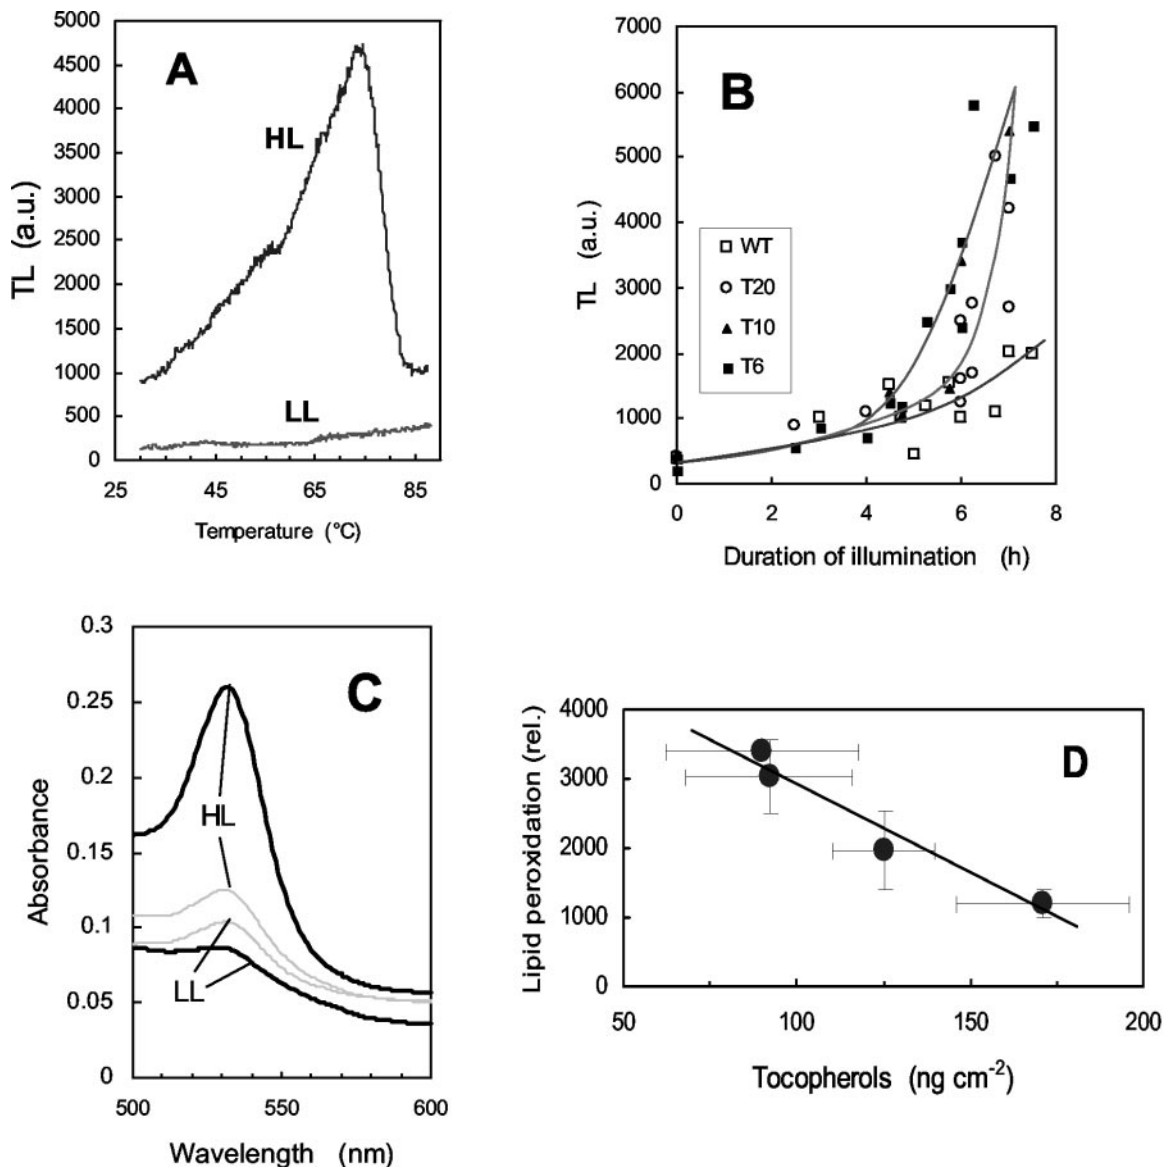 A
5000
4500
4000
3500
3000
2500
2000
1500
1000
500
0
TL (a.u.)
HL
LL
25 45 65 85
Temperature (°C)
B
7000
6000
5000
4000
3000
2000
1000
0
TL (a.u.)
WT
T20
T10
T6
0 2 4 6 8
Duration of illumination (h)
C
0.3
0.25
0.2
0.15
0.1
0.05
0
Absorbance
HL
LL
500 550 600
Wavelength (nm)
D
4000
3000
2000
1000
0
Lipid peroxidation (rel.)
50 100 150 200
Tocopherols (ng cm⁻²)